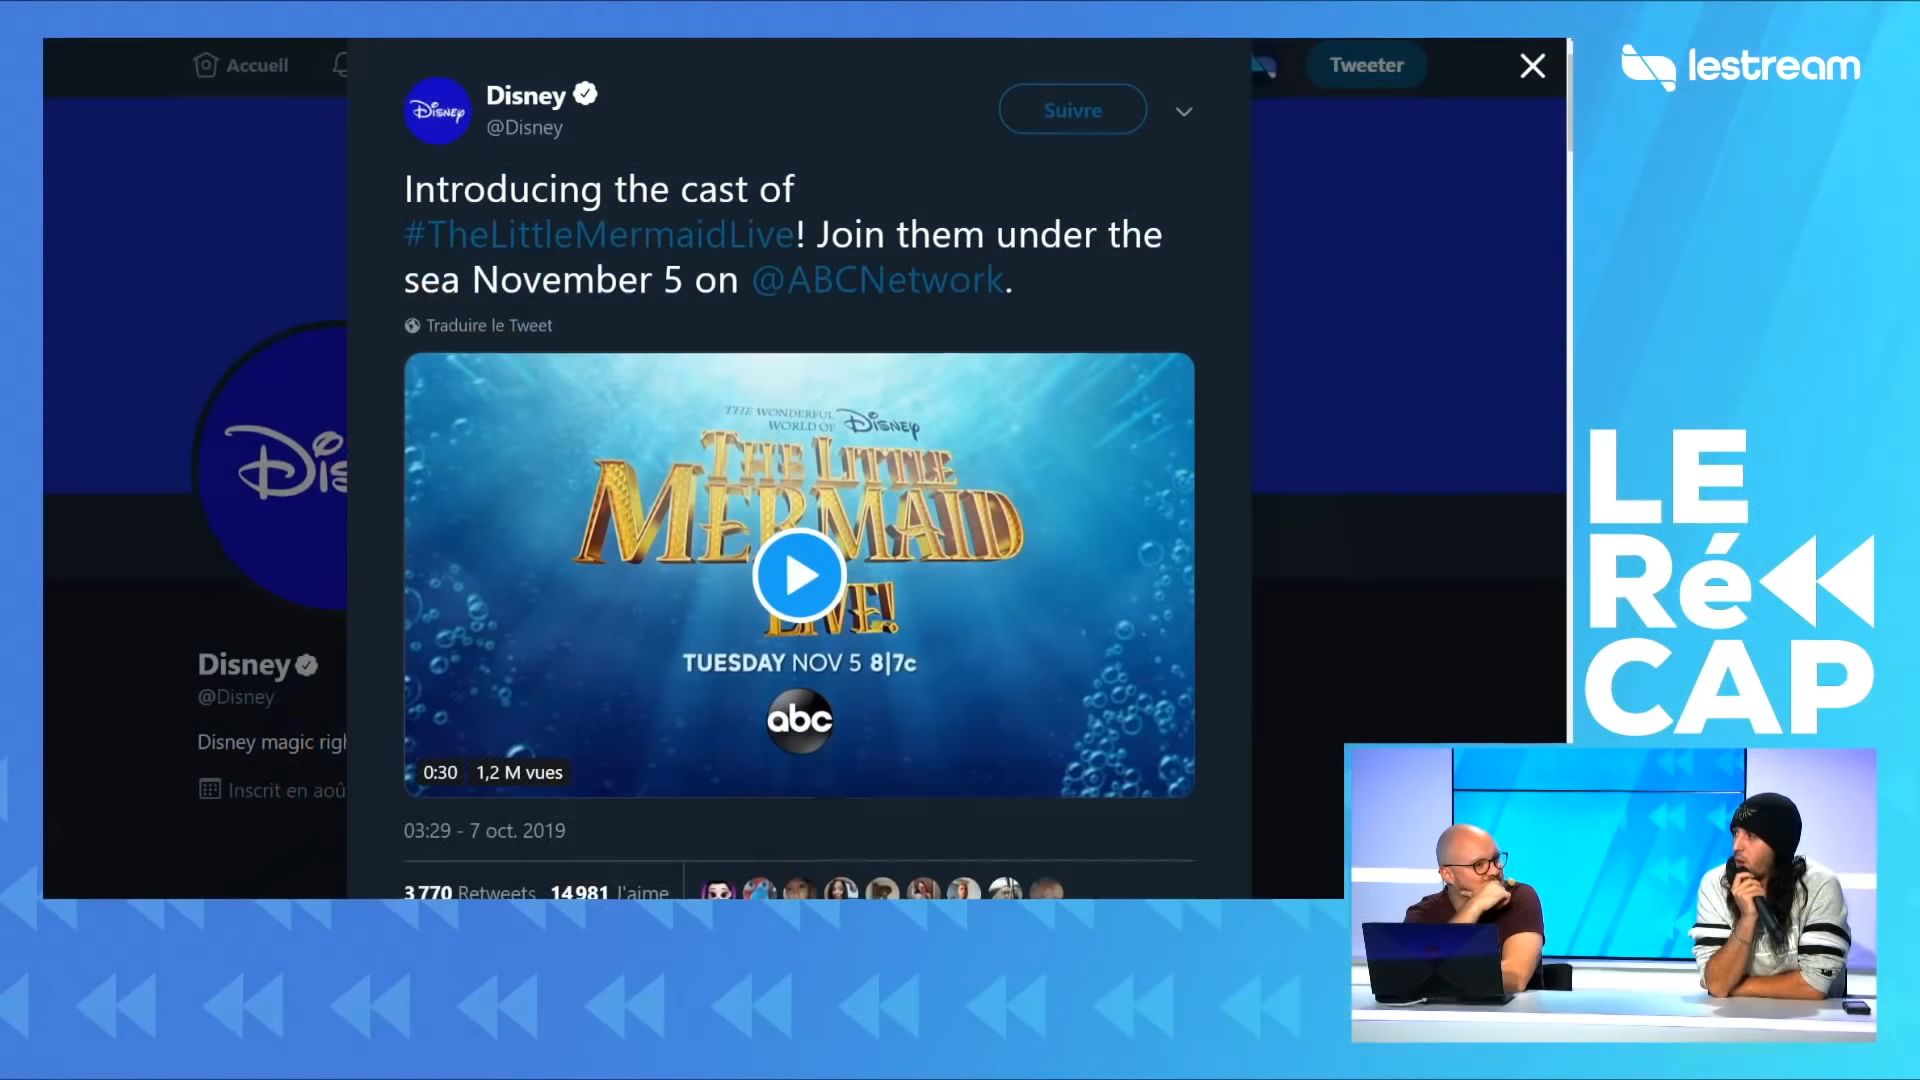 Accueil
Tweeter
lestream
Disney
@Disney
Suivre
Introducing the cast of
#TheLittleMermaidLive! Join them under the
sea November 5 on @ABCNetwork.
Traduire le Tweet
THE WONDERFUL
WORLD OF Disney
THE LITTLE
MERMAID
LIVE!
TUESDAY NOV 5 8|7c
abc
0:30 1,2 M vues
03:29 - 7 oct. 2019
3 770 Retweets 14 981 J'aime
Disney
Disney
@Disney
Disney magic
Inscrit en
LE
Ré
CAP